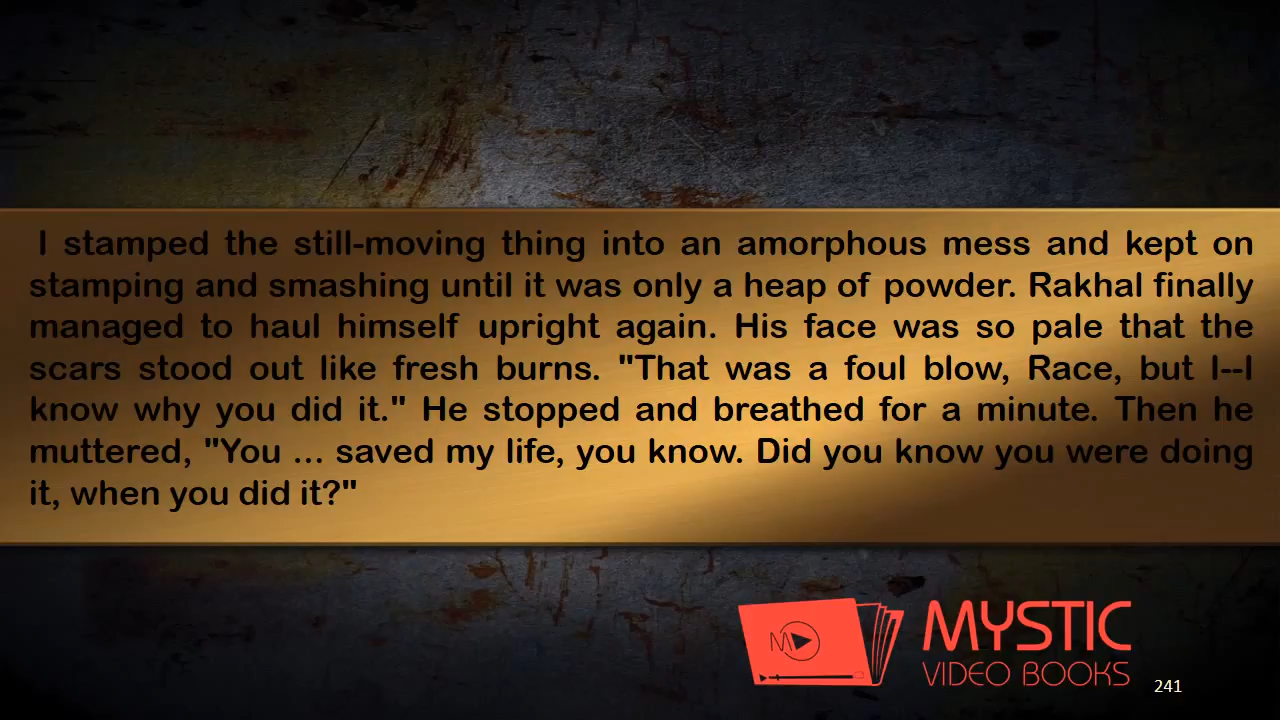 I stamped the still-moving thing into an amorphous mess and kept on
stamping and smashing until it was only a heap of powder. Rakhal finally
managed to haul himself upright again. His face was so pale that the
scars stood out like fresh burns. "That was a foul blow, Race, but I--I
know why you did it." He stopped and breathed for a minute. Then he
muttered, "You ... saved my life, you know. Did you know you were doing
it, when you did it?"
M
MYSTIC
VIDEO BOOKS
241